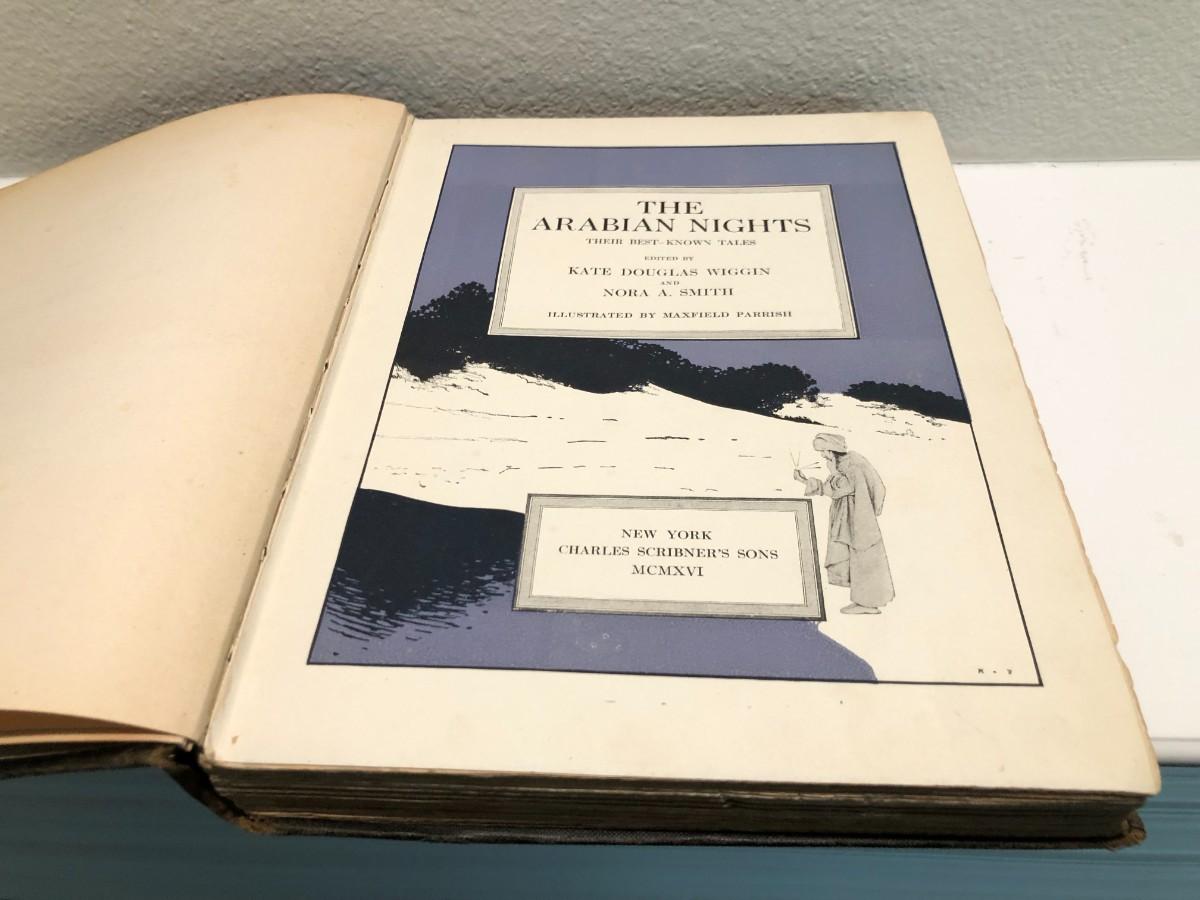 THE
ARABIAN NIGHTS
THEIR BEST-KNOWN TALES
EDITED BY
KATE DOUGLAS WIGGIN
AND
NORA A. SMITH
ILLUSTRATED BY MAXFIELD PARRISH
NEW YORK
CHARLES SCRIBNER'S SONS
MCMXVI